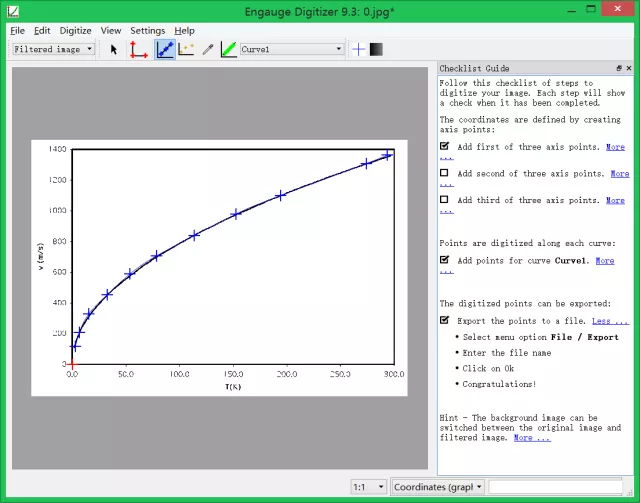 Engauge Digitizer 9.3: 0.jpg*
File Edit Digitize View Settings Help
Filtered image
Curve1
Checklist Guide
Follow this checklist of steps to
digitize your image. Each step will show
a check when it has been completed.
The coordinates are defined by creating
axis points:
Add first of three axis points. More
...
Add second of three axis points. More
...
Add third of three axis points. More
...
Points are digitized along each curve:
Add points for curve Curve1. More
...
The digitized points can be exported:
Export the points to a file. Less ...
• Select menu option File / Export
• Enter the file name
• Click on Ok
• Congratulations!
Hint - The background image can be
switched between the original image and
filtered image. More ...
1400
1200
1000
800
600
400
200
0
v (m/s)
0.0 50.0 100.0 150.0 200.0 250.0 300.0
T(K)
1:1
Coordinates (graph